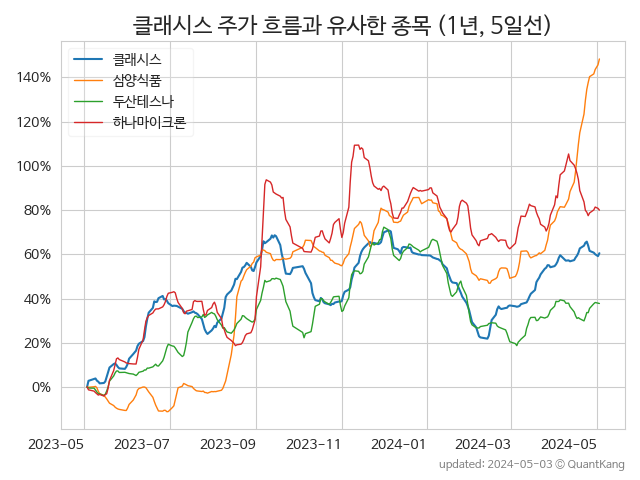 클래시스 주가 흐름과 유사한 종목 (1년, 5일선)
클래시스
삼양식품
두산테스나
하나마이크론
140%
120%
100%
80%
60%
40%
20%
0%
2023-05 2023-07 2023-09 2023-11 2024-01 2024-03 2024-05
updated: 2024-05-03 ⓒ QuantKang